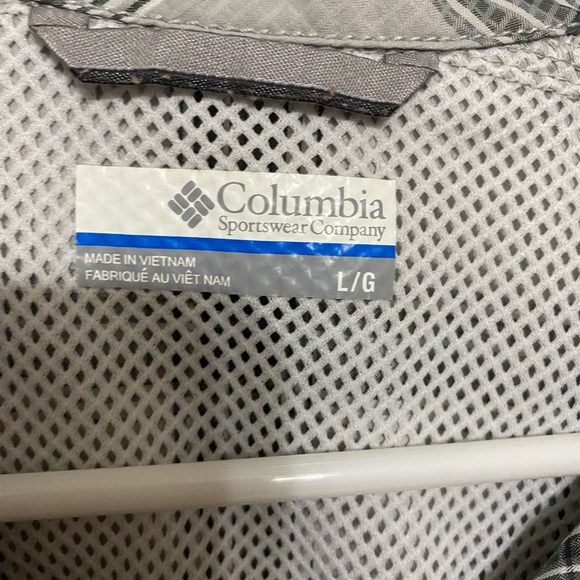 Columbia
Sportswear Company
MADE IN VIETNAM
FABRIQUÉ AU VIÊT NAM
L/G